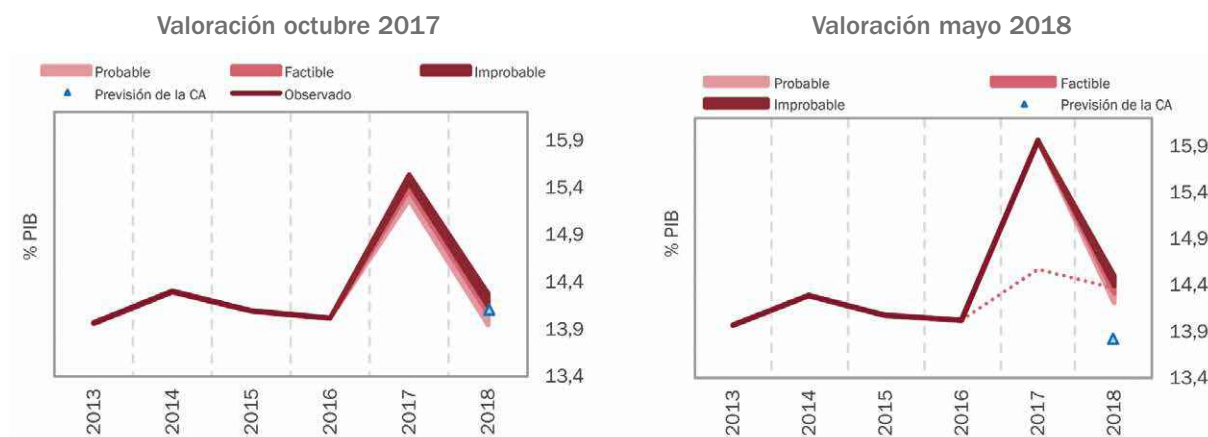 Valoración octubre 2017
Probable
Factible
Improbable
Previsión de la CA
Observado
% PIB
15,9
15,4
14,9
14,4
13,9
13,4
2013
2014
2015
2016
2017
2018
Valoración mayo 2018
Probable
Factible
Improbable
Previsión de la CA
% PIB
15,9
15,4
14,9
14,4
13,9
13,4
2013
2014
2015
2016
2017
2018